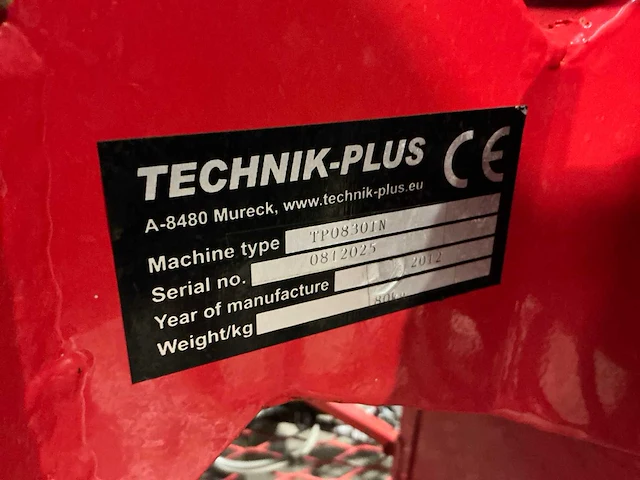 TECHNIK-PLUS CE
A-8480 Mureck, www.technik-plus.eu
Machine type TP08301N
Serial no. 0812025
Year of manufacture 2012
Weight/kg